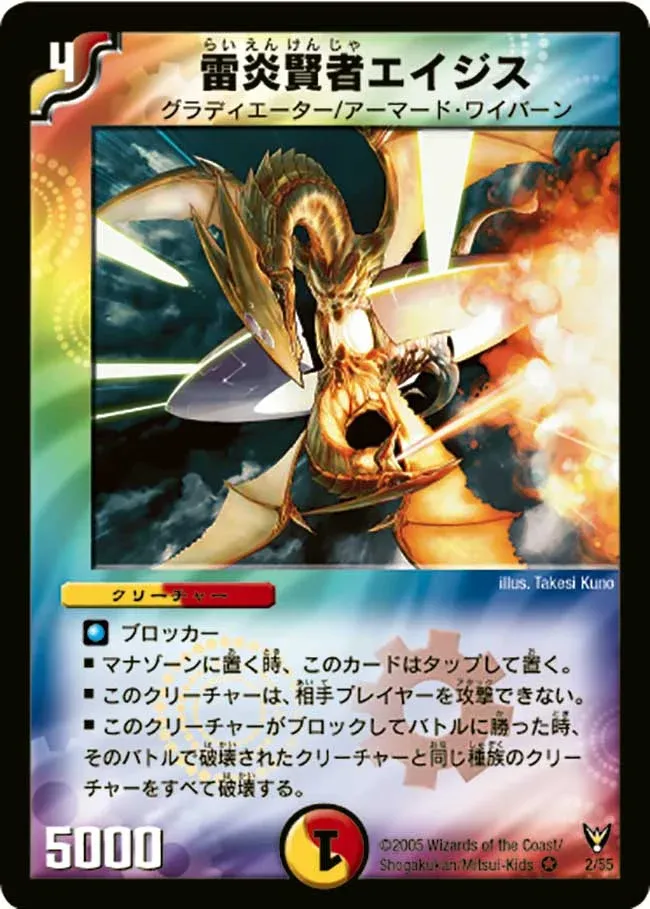 4
らいえんけんじゃ
雷炎賢者エイジス
グラディエーター/アーマード・ワイバーン
illus. Takesi Kuno
クリーチャー
ブロッカー
■ マナゾーンに置く時、このカードはタップして置く。
■ このクリーチャーは、相手プレイヤーを攻撃できない。
■ このクリーチャーがブロックしてバトルに勝った時、
そのバトルで破壊されたクリーチャーと同じ種族のクリー
チャーをすべて破壊する。
5000
1
©2005 Wizards of the Coast/
Shogakukan/Mitsui-Kids
2/55